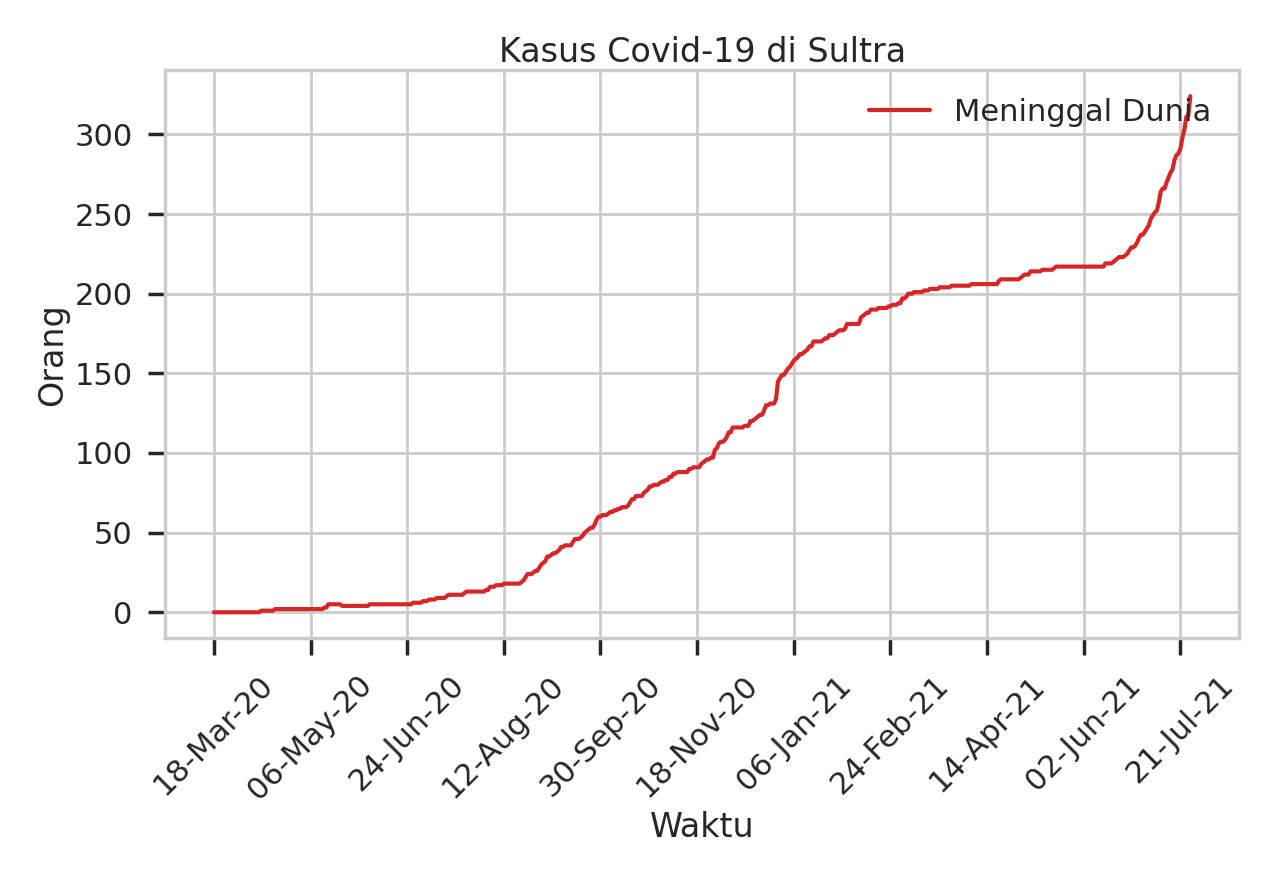 Kasus Covid-19 di Sultra
Meninggal Dunia
Orang
300
250
200
150
100
50
0
18-Mar-20
06-May-20
24-Jun-20
12-Aug-20
30-Sep-20
18-Nov-20
06-Jan-21
24-Feb-21
14-Apr-21
02-Jun-21
21-Jul-21
Waktu